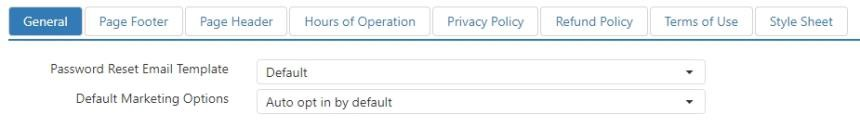 General Page Footer Page Header Hours of Operation Privacy Policy Refund Policy Terms of Use Style Sheet
Password Reset Email Template Default
Default Marketing Options Auto opt in by default